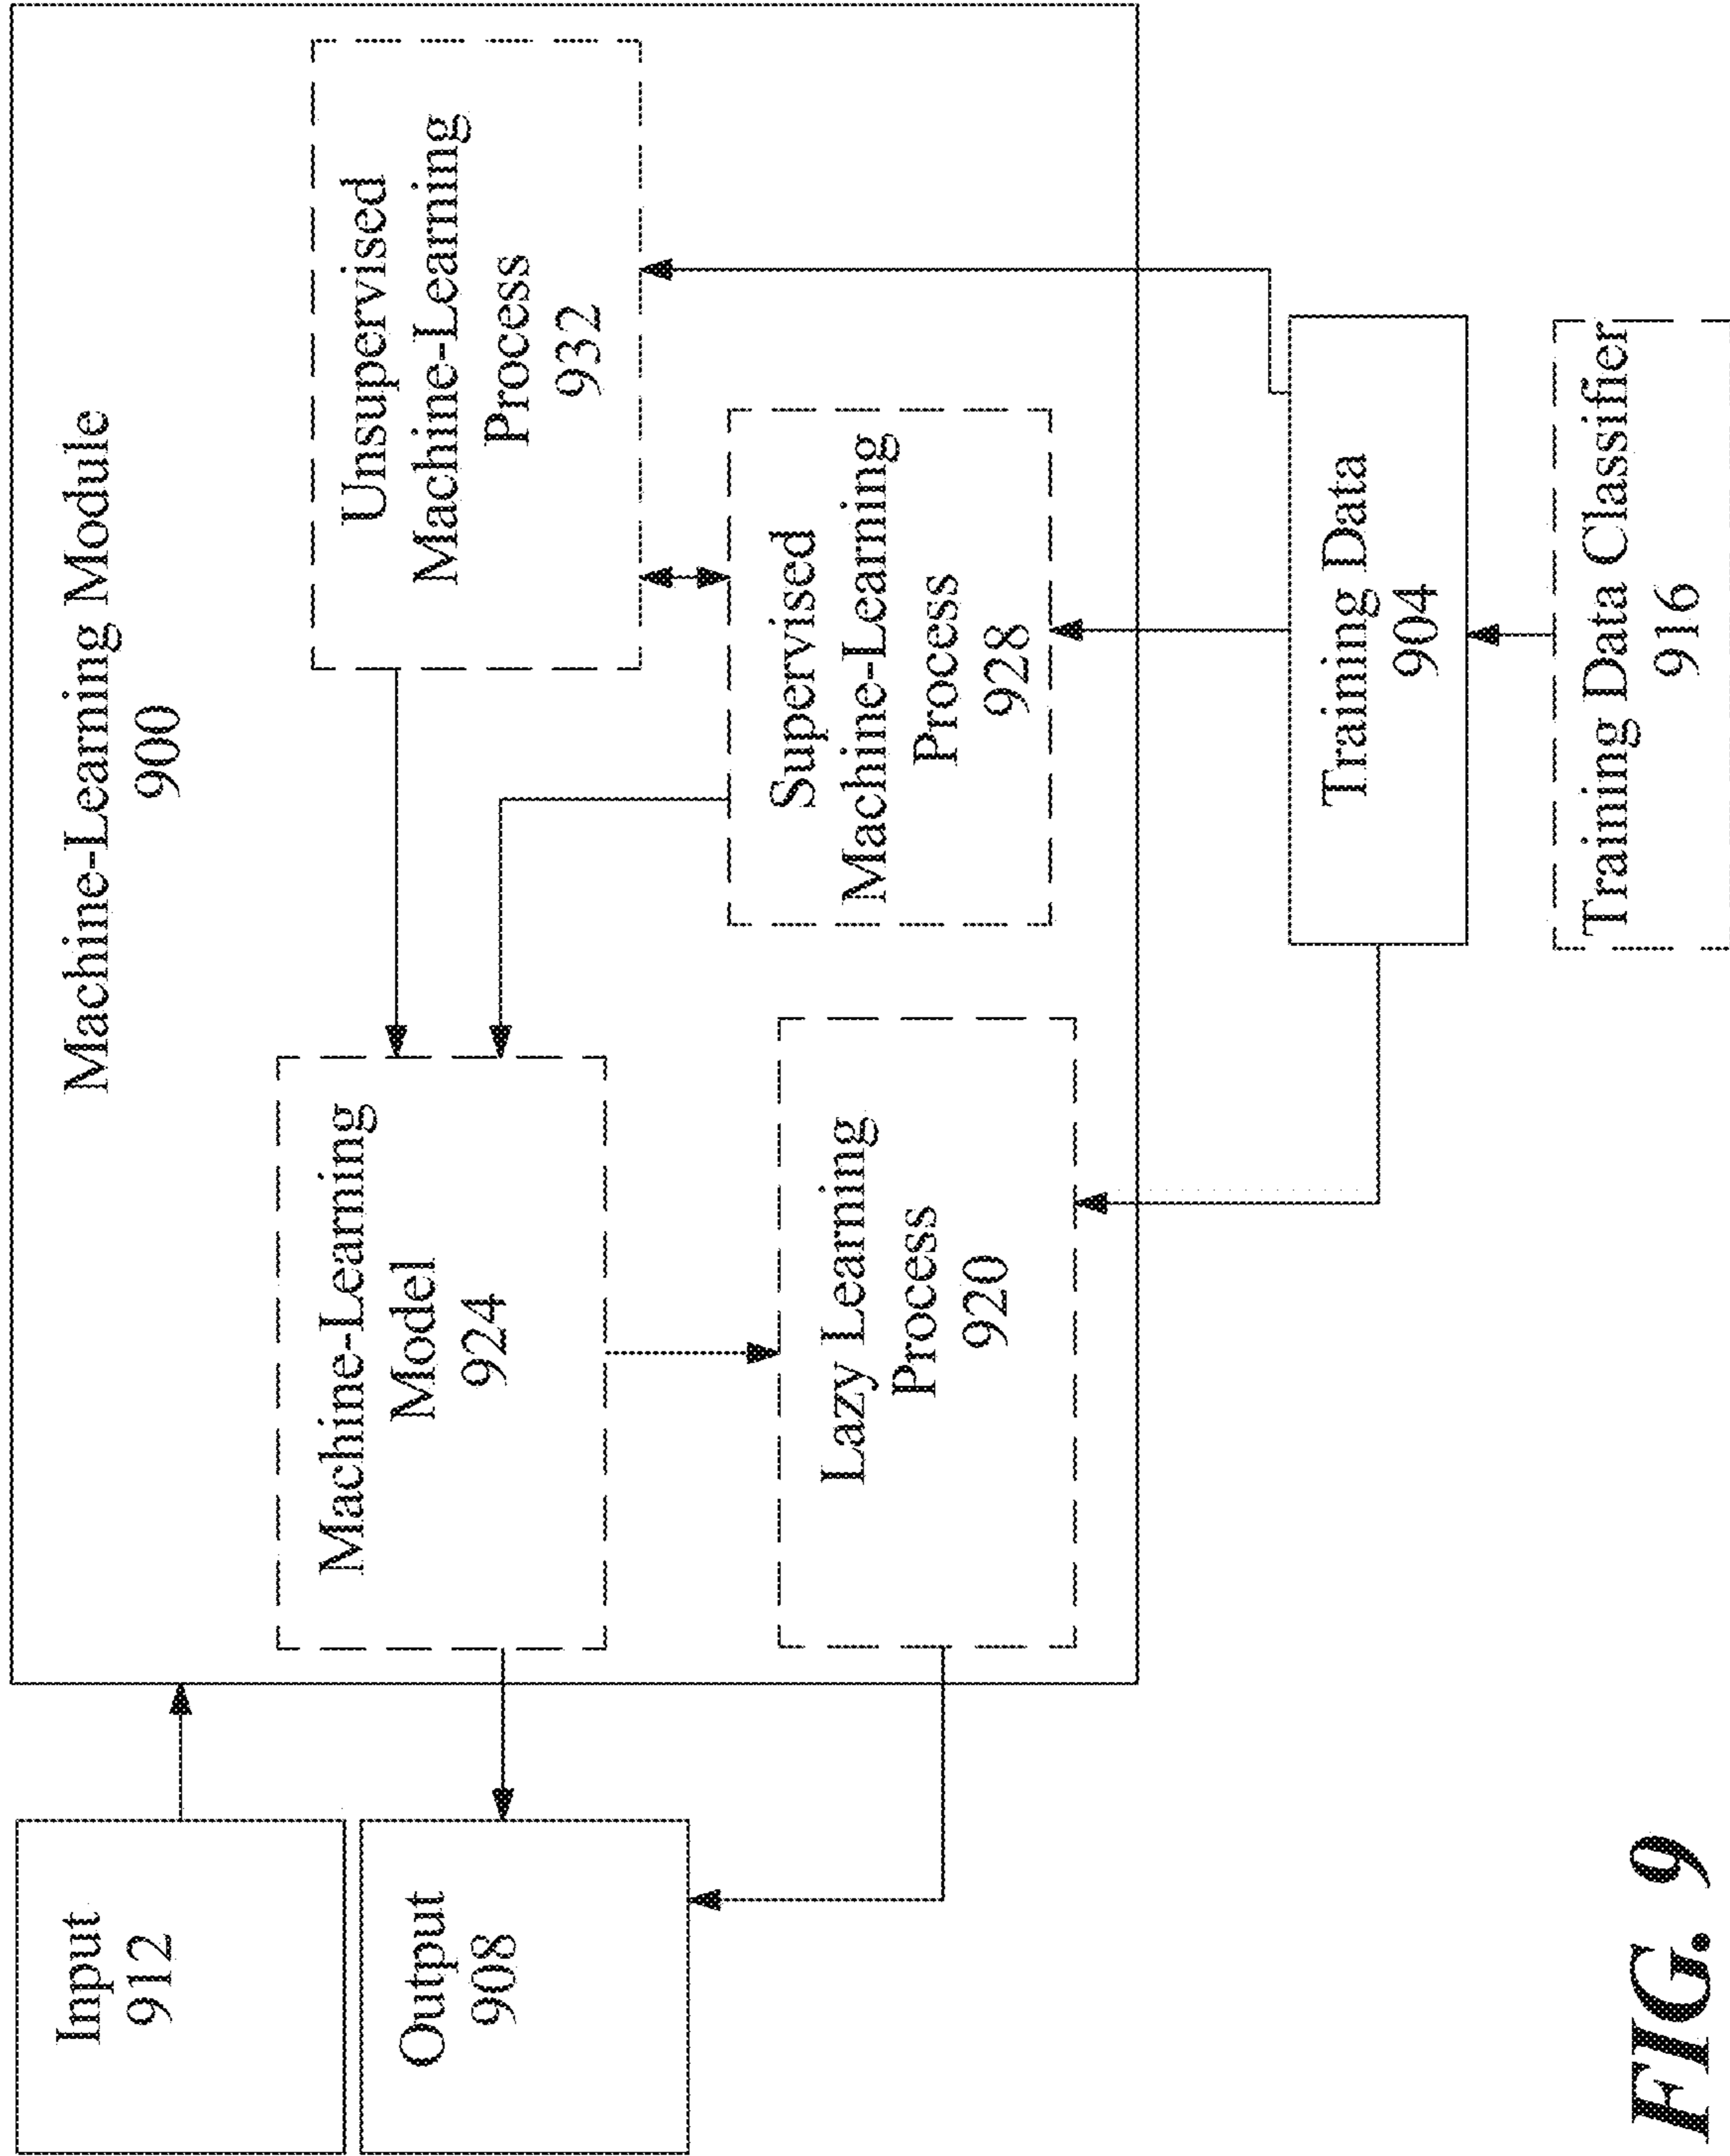 Machine-Learning Module
900
Input
912
Output
908
Machine-Learning
Model
924
Unsupervised
Machine-Learning
Process
932
Lazy Learning
Process
920
Supervised
Machine-Learning
Process
928
Training Data
904
Training Data Classifier
916
FIG. 9